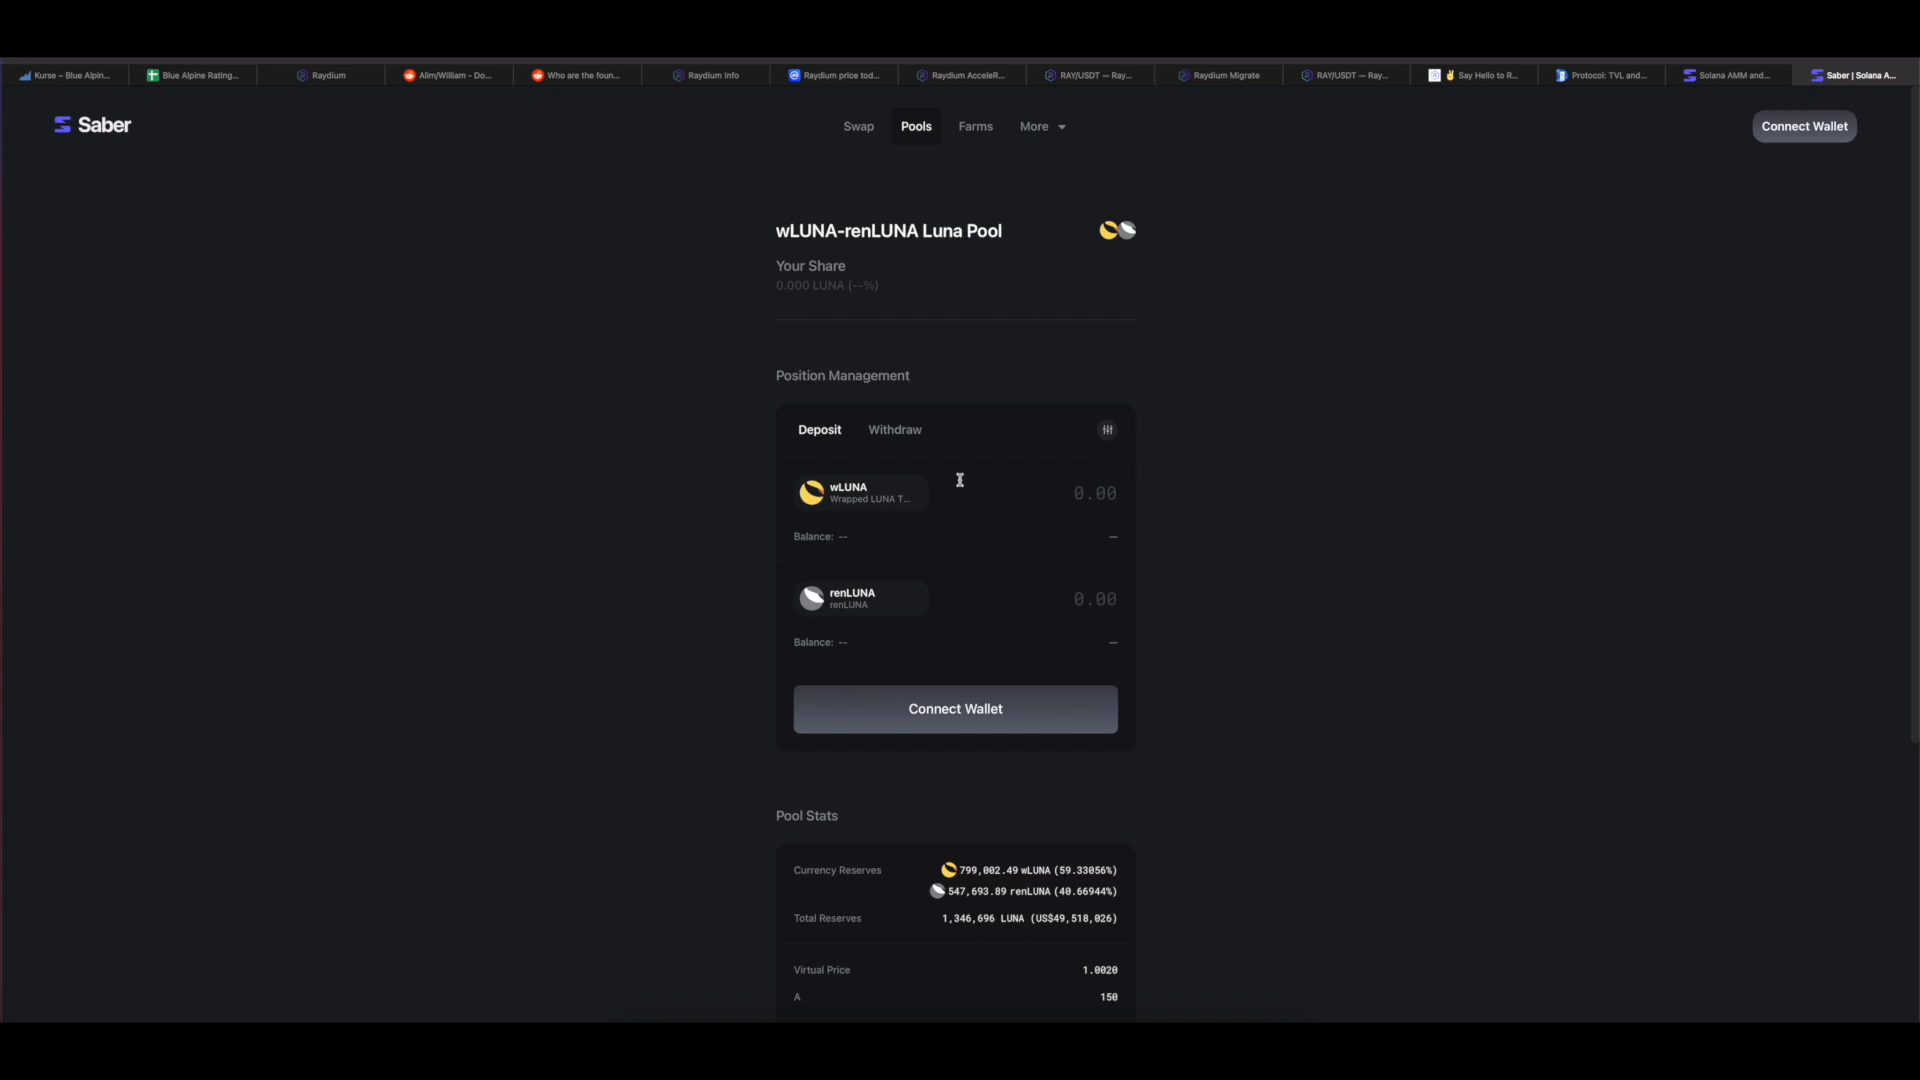 Kurse – Blue Alpin...
Blue Alpine Rating...
Raydium
Alim/William - Do...
Who are the foun...
Raydium Info
Raydium price tod...
Raydium AcceleR...
RAY/USDT — Ray...
Raydium Migrate
RAY/USDT — Ray...
✌ Say Hello to R...
Protocol: TVL and...
Solana AMM and...
Saber | Solana A...
Saber
Swap
Pools
Farms
More
Connect Wallet
wLUNA-renLUNA Luna Pool
Your Share
0.000 LUNA (--%)
Position Management
Deposit
Withdraw
wLUNA
Wrapped LUNA T...
0.00
Balance: --
—
renLUNA
renLUNA
0.00
Balance: --
—
Connect Wallet
Pool Stats
Currency Reserves
799,002.49 wLUNA (59.33056%)
547,693.89 renLUNA (40.66944%)
Total Reserves
1,346,696 LUNA (US$49,518,026)
Virtual Price
1.0020
A
150